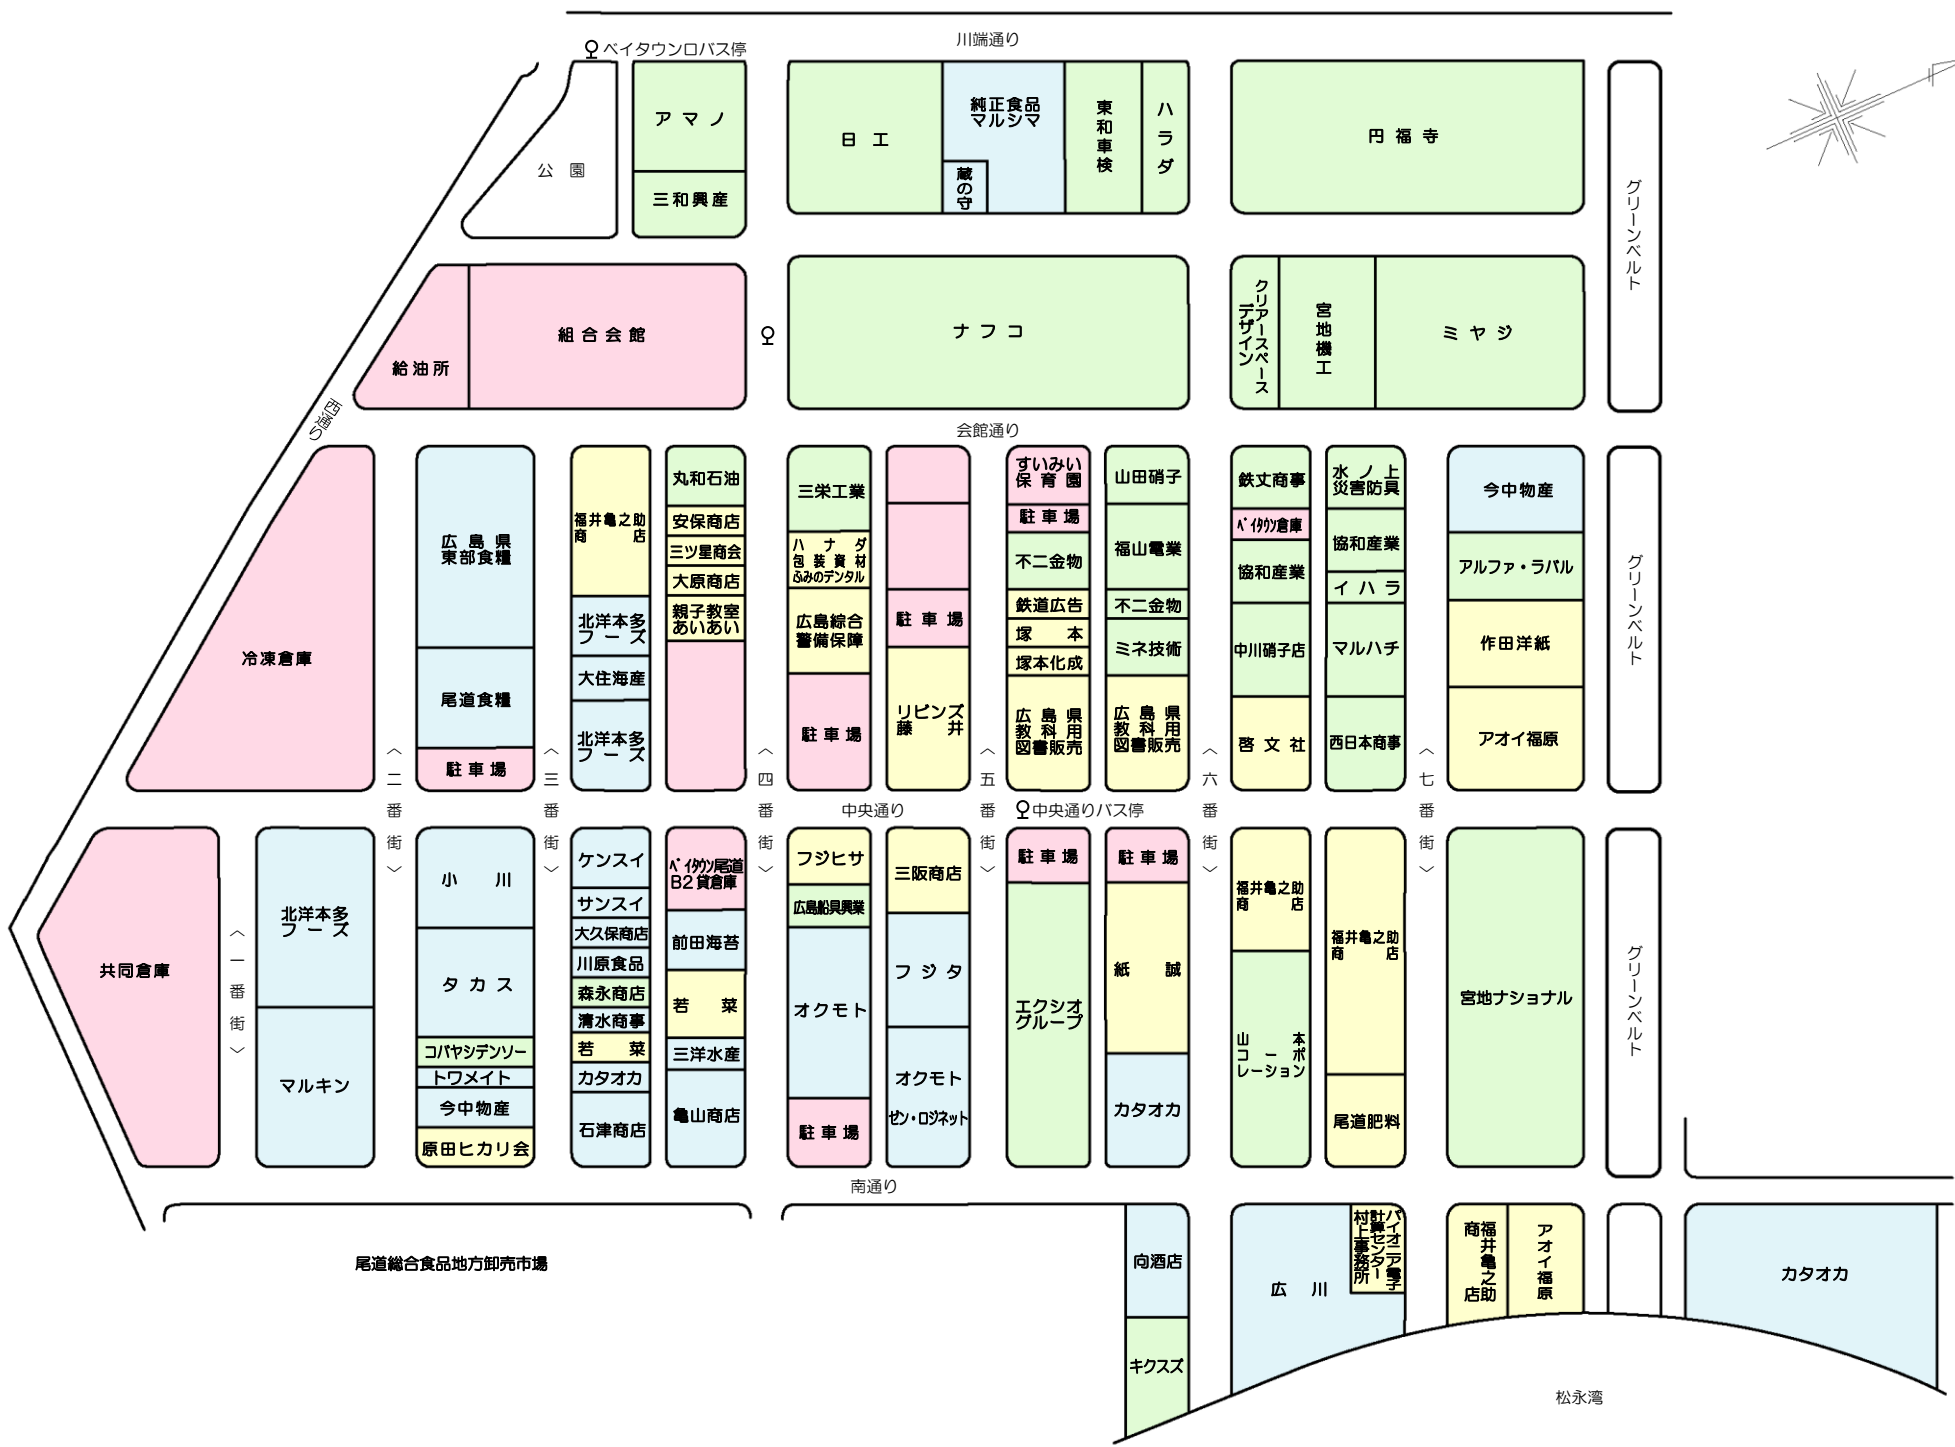 川端通り
ベイタウン口バス停
公園
アマノ
三和興産
日工
純正食品
マルシマ
蔵の守
東和車検
ハラダ
円福寺
グリーンベルト
給油所
組合会館
ナフコ
クリアースペース
デザイン
宮地機工
ミヤジ
西通り
会館通り
冷凍倉庫
広島県
東部食糧
尾道食糧
駐車場
福井亀之助
商店
北洋本多
フーズ
大住海産
北洋本多
フーズ
丸和石油
安保商店
三ツ星商会
大原商店
親子教室
あいあい
三栄工業
ハナダ
包装資材
ふみのデンタル
広島綜合
警備保障
駐車場
駐車場
リビンズ
藤井
すいみい
保育園
駐車場
不二金物
鉄道広告
塚本
塚本化成
広島県
教科用
図書販売
山田硝子
福山電業
不二金物
ミネ技術
広島県
教科用
図書販売
鉄丈商事
ベイタウン倉庫
協和産業
中川硝子店
啓文社
水ノ上
災害防具
協和産業
イハラ
マルハチ
西日本商事
今中物産
アルファ・ラバル
作田洋紙
アオイ福原
グリーンベルト
〈二番街〉
〈三番街〉
〈四番街〉
〈五番街〉
〈六番街〉
〈七番街〉
中央通り
中央通りバス停
共同倉庫
〈一番街〉
北洋本多
フーズ
マルキン
小川
タカス
コバヤシデンソー
トワメイト
今中物産
原田ヒカリ会
ケンスイ
サンスイ
大久保商店
川原食品
森永商店
清水商事
若菜
カタオカ
石津商店
ベイタウン尾道
B2貸倉庫
前田海苔
若菜
三洋水産
亀山商店
フジヒサ
広島船具興業
オクモト
駐車場
三阪商店
フジタ
オクモト
ゼン・ロジネット
駐車場
エクシオ
グループ
駐車場
紙誠
カタオカ
福井亀之助
商店
山本
コーポ
レーション
福井亀之助
商店
尾道肥料
宮地ナショナル
グリーンベルト
南通り
尾道総合食品地方卸売市場
向酒店
キクスズ
広川
パイオニア電子
計算センター
村上事務所
福井亀之助
商店
アオイ福原
カタオカ
松永湾